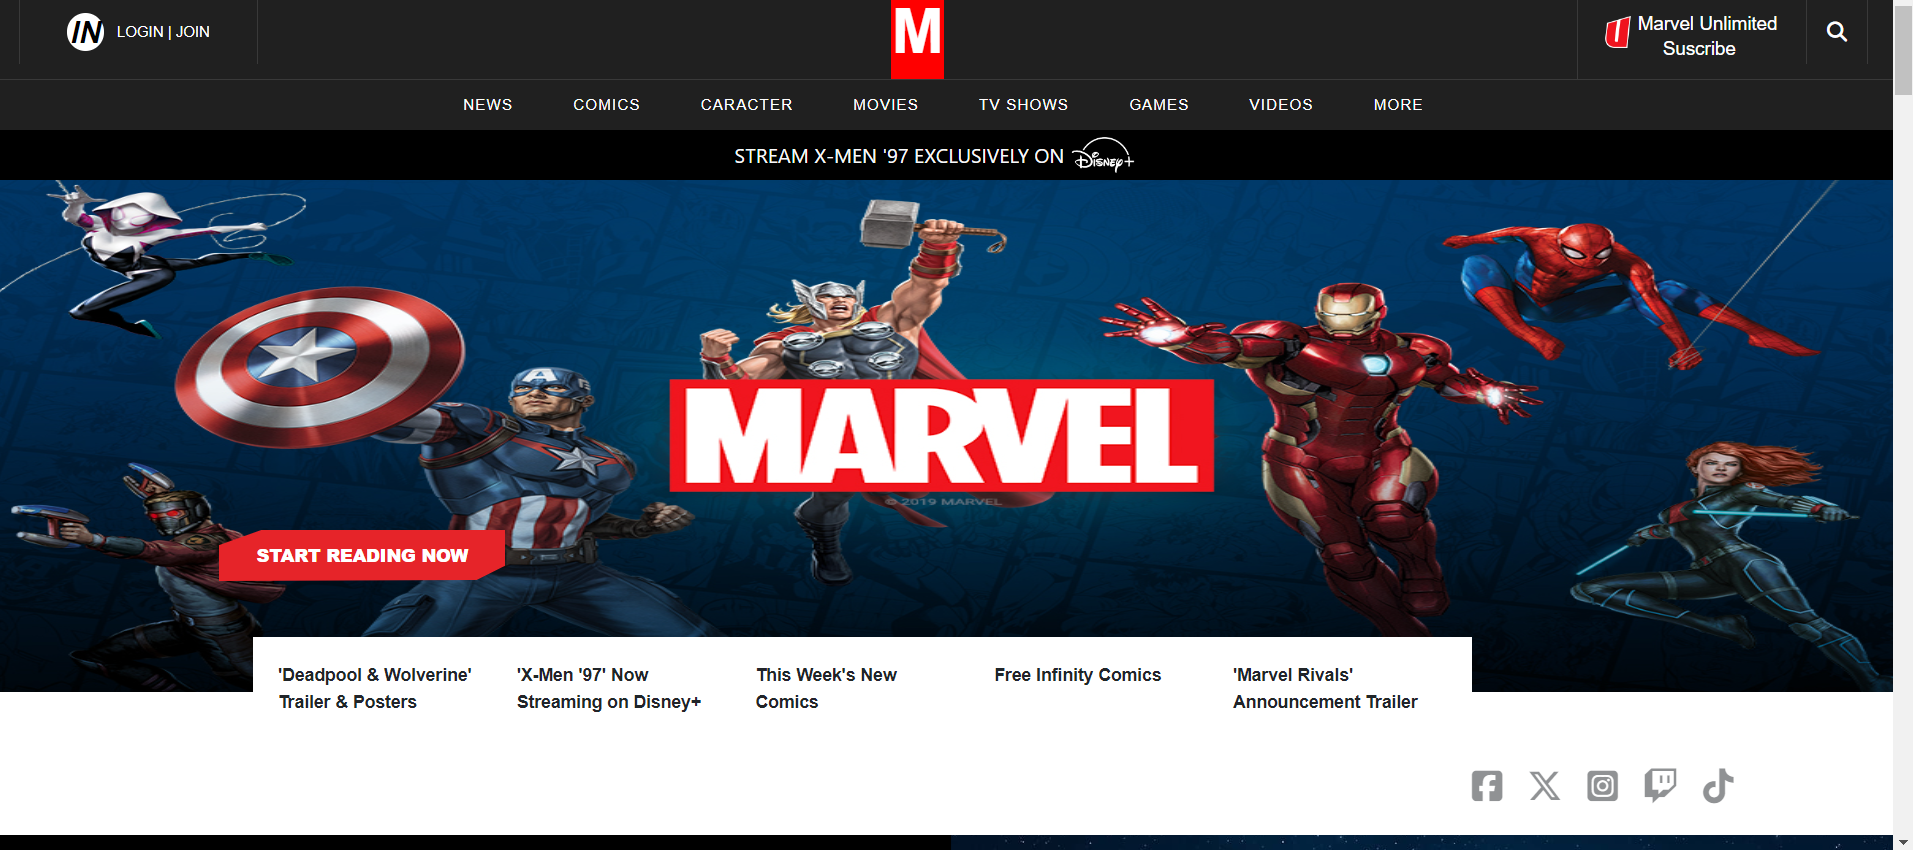 IN LOGIN | JOIN
M
Marvel Unlimited
Suscribe
NEWS COMICS CARACTER MOVIES TV SHOWS GAMES VIDEOS MORE
STREAM X-MEN '97 EXCLUSIVELY ON Disney+
A
MARVEL
© 2019 MARVEL
START READING NOW
'Deadpool & Wolverine'
Trailer & Posters
'X-Men '97' Now
Streaming on Disney+
This Week's New
Comics
Free Infinity Comics
'Marvel Rivals'
Announcement Trailer